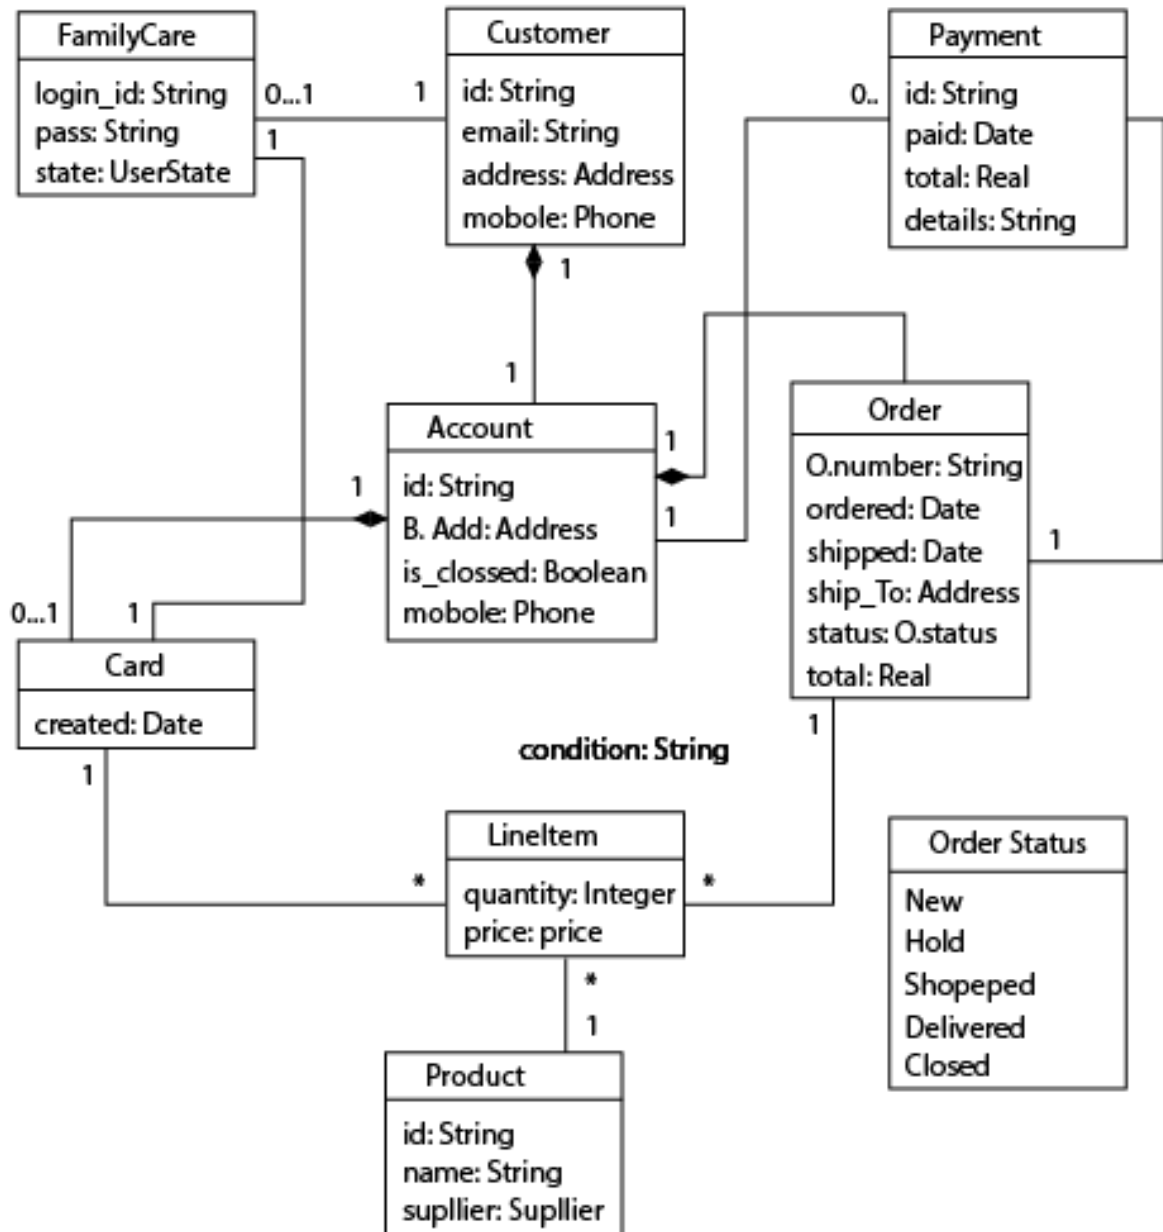 FamilyCare
login_id: String
pass: String
state: UserState
0...1
1
1
Customer
id: String
email: String
address: Address
mobole: Phone
1
1
Payment
id: String
paid: Date
total: Real
details: String
0..
Account
id: String
B. Add: Address
is_clossed: Boolean
mobole: Phone
1
1
1
Order
O.number: String
ordered: Date
shipped: Date
ship_To: Address
status: O.status
total: Real
1
1
0...1
1
Card
created: Date
1
condition: String
LineItem
quantity: Integer
price: price
*
*
*
1
Product
id: String
name: String
supllier: Supllier
Order Status
New
Hold
Shopeped
Delivered
Closed